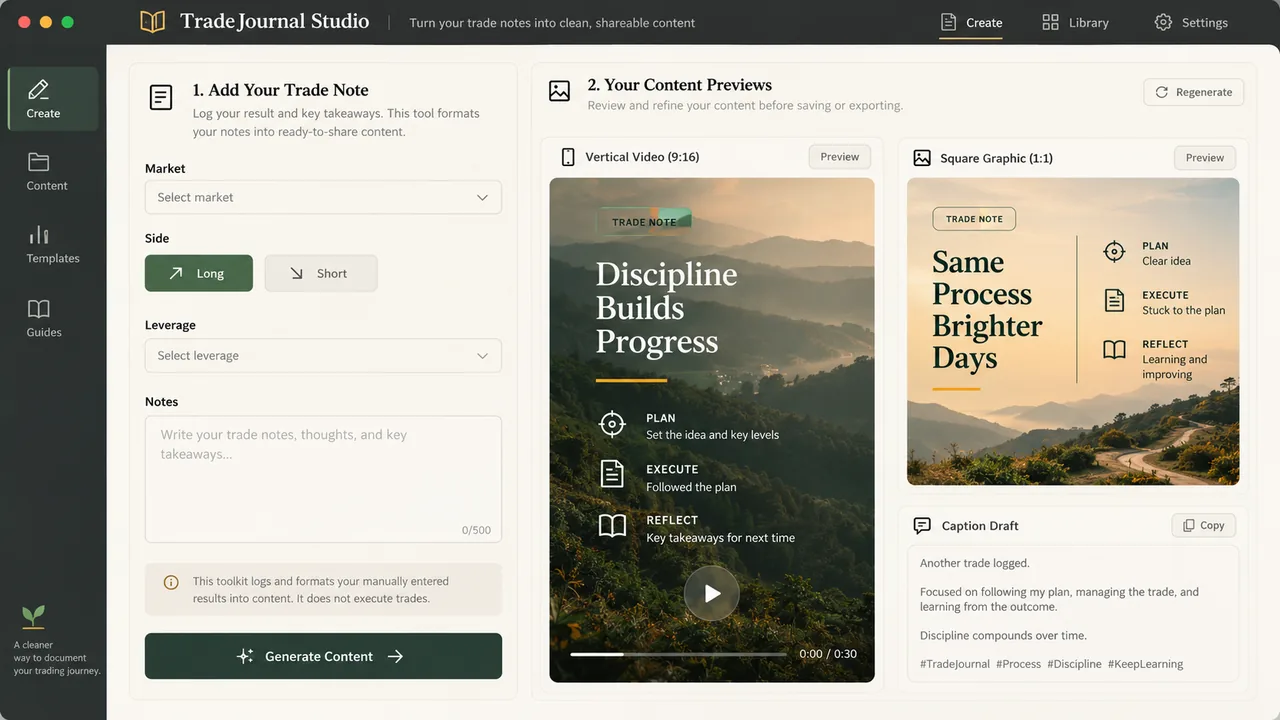 TradeJournal Studio
Turn your trade notes into clean, shareable content
Create
Library
Settings
Create
Content
Templates
Guides
A cleaner
way to document
your trading journey.
1. Add Your Trade Note
Log your result and key takeaways. This tool formats
your notes into ready-to-share content.
Market
Select market
Side
Long
Short
Leverage
Select leverage
Notes
Write your trade notes, thoughts, and key
takeaways...
0/500
This toolkit logs and formats your manually entered
results into content. It does not execute trades.
Generate Content
2. Your Content Previews
Review and refine your content before saving or exporting.
Regenerate
Vertical Video (9:16)
Preview
TRADE NOTE
Discipline
Builds
Progress
PLAN
Set the idea and key levels
EXECUTE
Followed the plan
REFLECT
Key takeaways for next time
0:00 / 0:30
Square Graphic (1:1)
Preview
TRADE NOTE
Same
Process
Brighter
Days
PLAN
Clear idea
EXECUTE
Stuck to the plan
REFLECT
Learning and
improving
Caption Draft
Copy
Another trade logged.
Focused on following my plan, managing the trade, and
learning from the outcome.
Discipline compounds over time.
#TradeJournal #Process #Discipline #KeepLearning